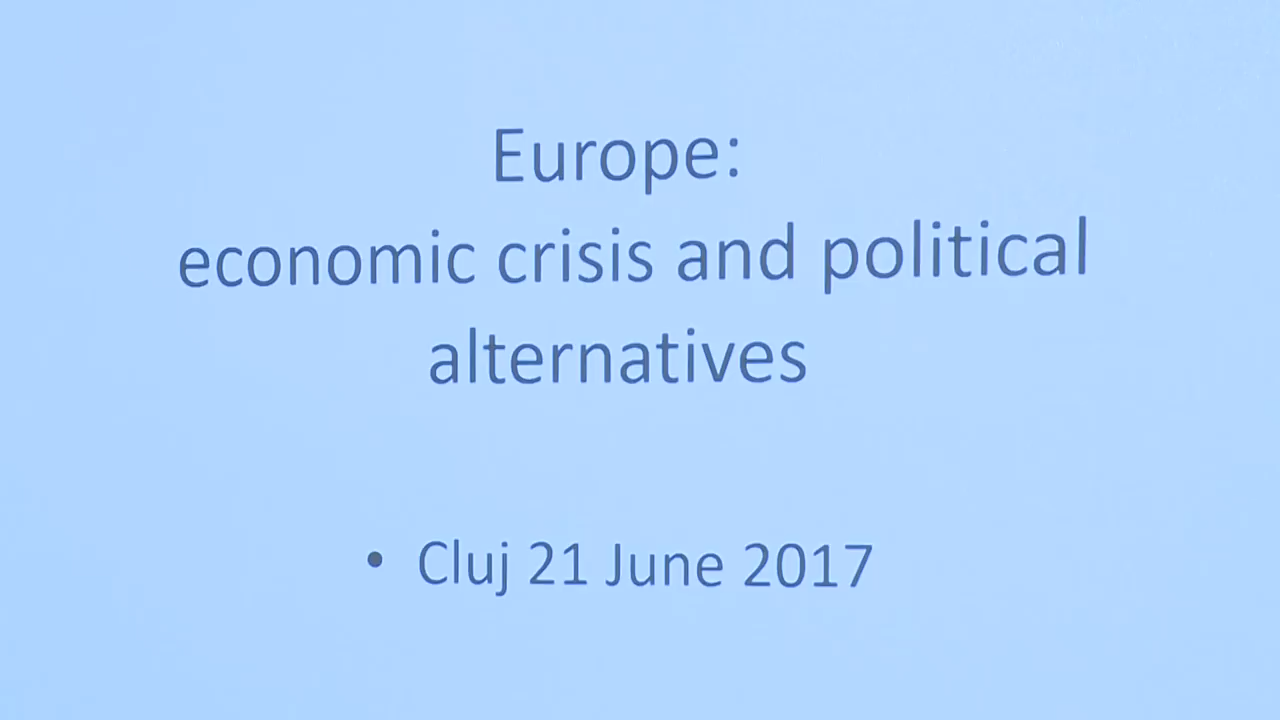 Europe:
economic crisis and political
alternatives
• Cluj 21 June 2017